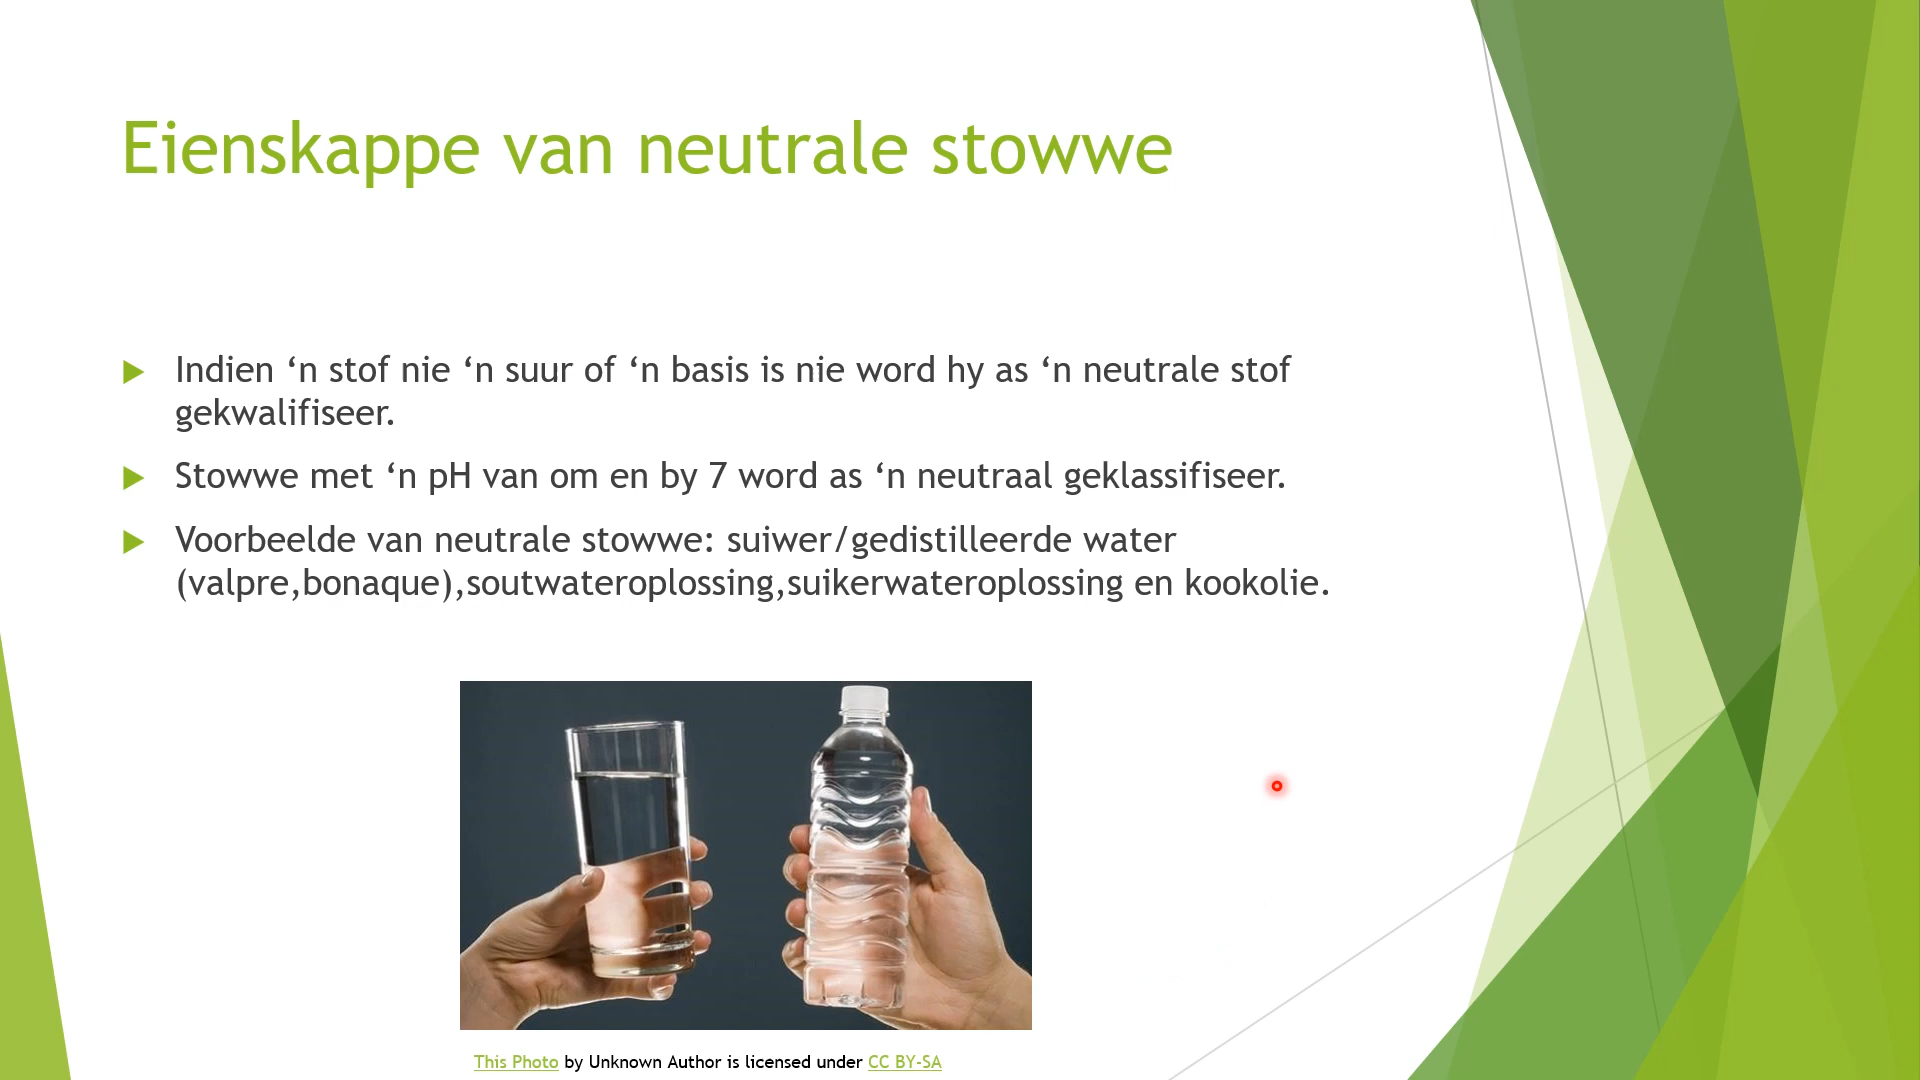 Eienskappe van neutrale stowwe
Indien ‘n stof nie ‘n suur of ‘n basis is nie word hy as ‘n neutrale stof
gekwalifiseer.
Stowwe met ‘n pH van om en by 7 word as ‘n neutraal geklassifiseer.
Voorbeelde van neutrale stowwe: suiwer/gedistilleerde water
(valpre,bonaque),soutwateroplossing,suikerwateroplossing en kookolie.
This Photo by Unknown Author is licensed under CC BY-SA